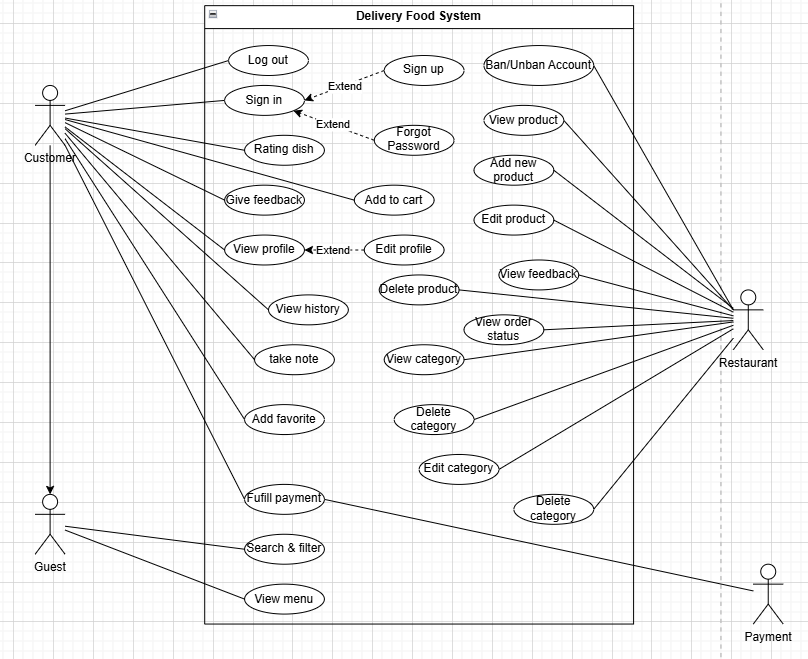 Delivery Food System
Log out
Sign up
Ban/Unban Account
Extend
Sign in
View product
Extend
Forgot
Password
Customer
Rating dish
Add new
product
Give feedback
Add to cart
Edit product
View profile
Extend
Edit profile
View feedback
Delete product
View history
View order
status
take note
View category
Restaurant
Add favorite
Delete
category
Edit category
Fufill payment
Delete
category
Guest
Search & filter
View menu
Payment